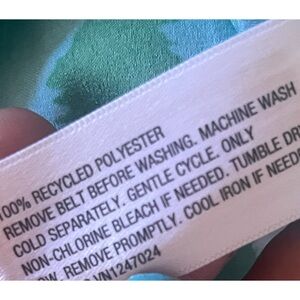 100% RECYCLED POLYESTER
REMOVE BELT BEFORE WASHING. MACHINE WASH
COLD SEPARATELY. GENTLE CYCLE. ONLY
NON-CHLORINE BLEACH IF NEEDED. TUMBLE DR
REMOVE PROMPTLY. COOL IRON IF NEED
VN1247024